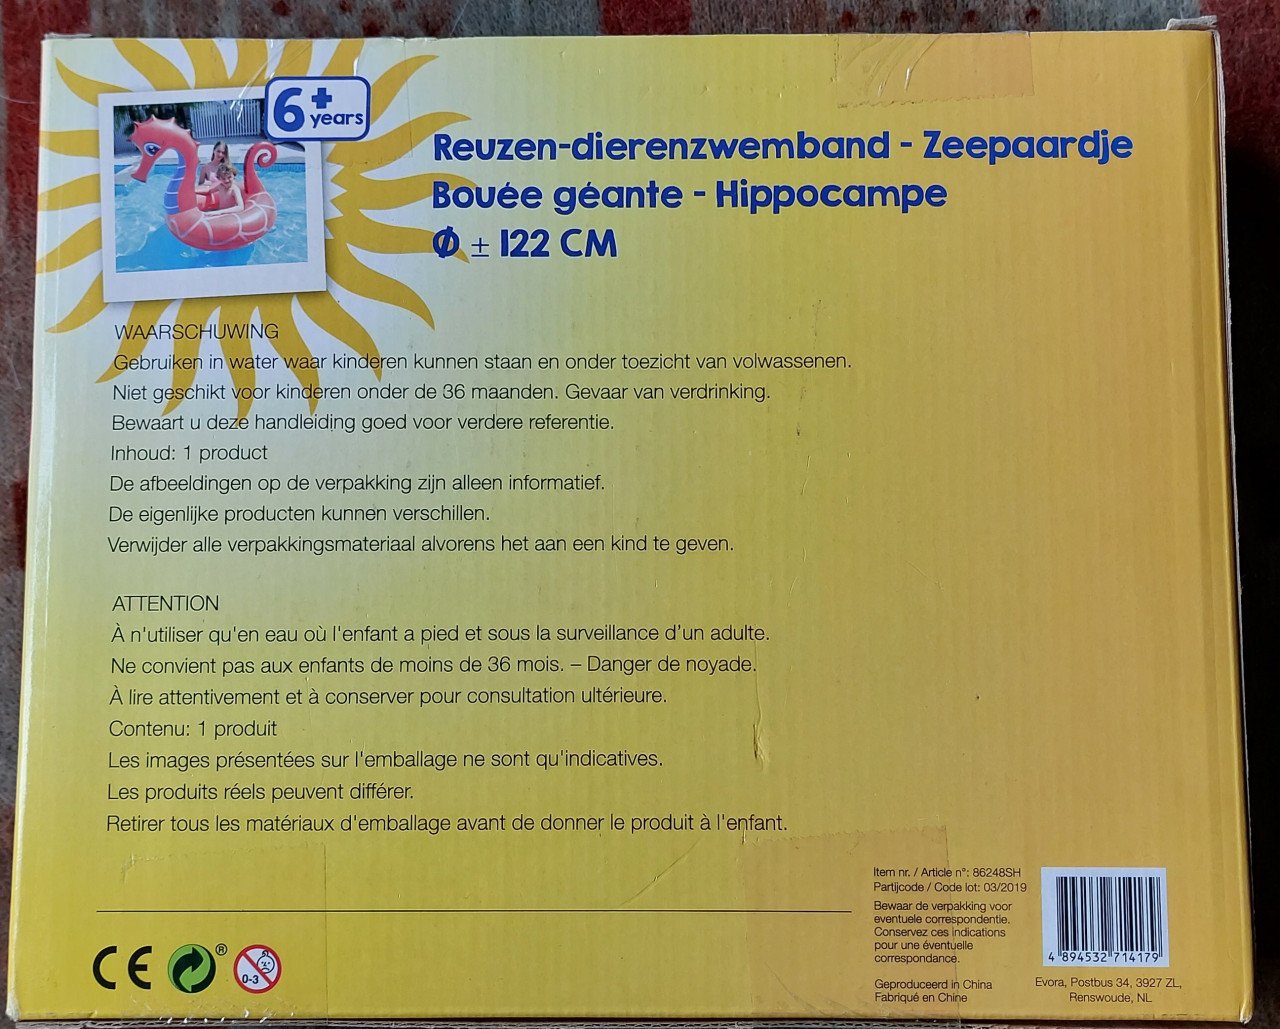 6+ years
Reuzen-dierenzwemband - Zeepaardje
Bouée géante - Hippocampe
Ø ± 122 CM
WAARSCHUWING
Gebruiken in water waar kinderen kunnen staan en onder toezicht van volwassenen.
Niet geschikt voor kinderen onder de 36 maanden. Gevaar van verdrinking.
Bewaart u deze handleiding goed voor verdere referentie.
Inhoud: 1 product
De afbeeldingen op de verpakking zijn alleen informatief.
De eigenlijke producten kunnen verschillen.
Verwijder alle verpakkingsmateriaal alvorens het aan een kind te geven.
ATTENTION
À n'utiliser qu'en eau où l'enfant a pied et sous la surveillance d'un adulte.
Ne convient pas aux enfants de moins de 36 mois. – Danger de noyade.
À lire attentivement et à conserver pour consultation ultérieure.
Contenu: 1 produit
Les images présentées sur l'emballage ne sont qu'indicatives.
Les produits réels peuvent différer.
Retirer tous les matériaux d'emballage avant de donner le produit à l'enfant.
Item nr. / Article n°: 86248SH
Partijcode / Code lot: 03/2019
Bewaar de verpakking voor
eventuele correspondentie.
Conservez ces indications
pour une éventuelle
correspondance.
Geproduceerd in China
Fabriqué en Chine
4 894532 714179
Evora, Postbus 34, 3927 ZL,
Renswoude, NL
CE
®
0-3